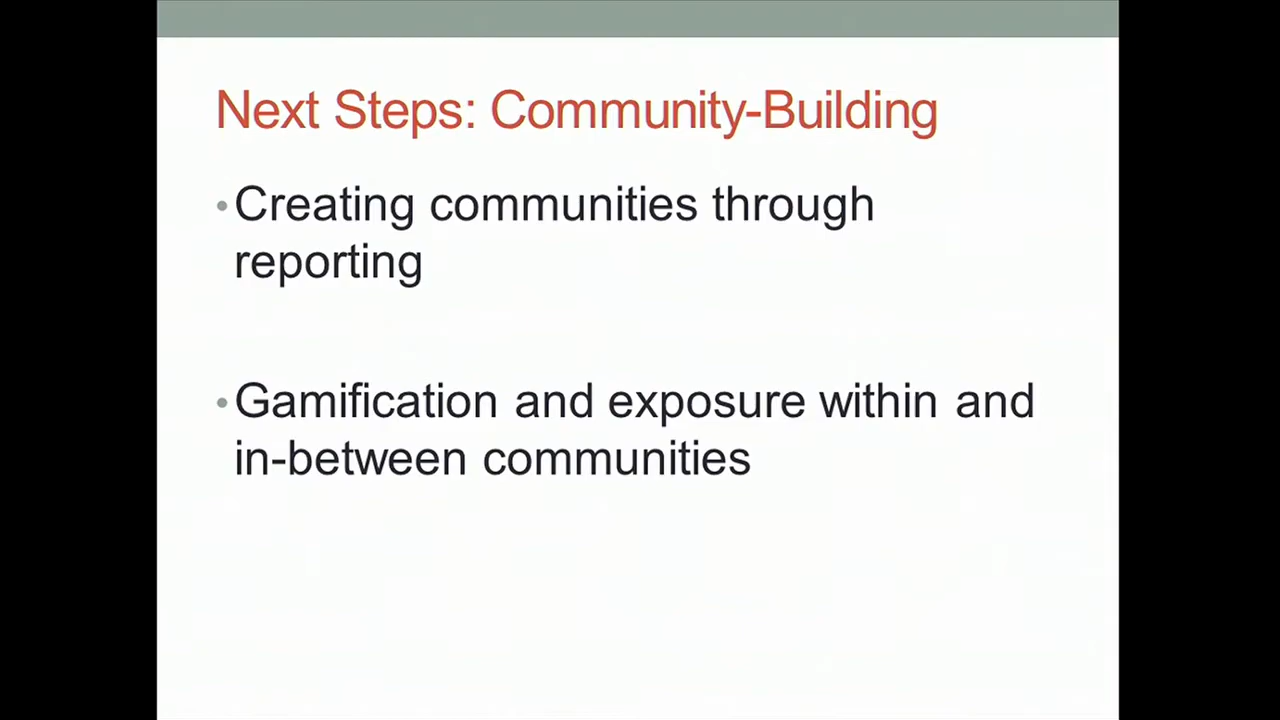 Next Steps: Community-Building
•Creating communities through
reporting
•Gamification and exposure within and
in-between communities